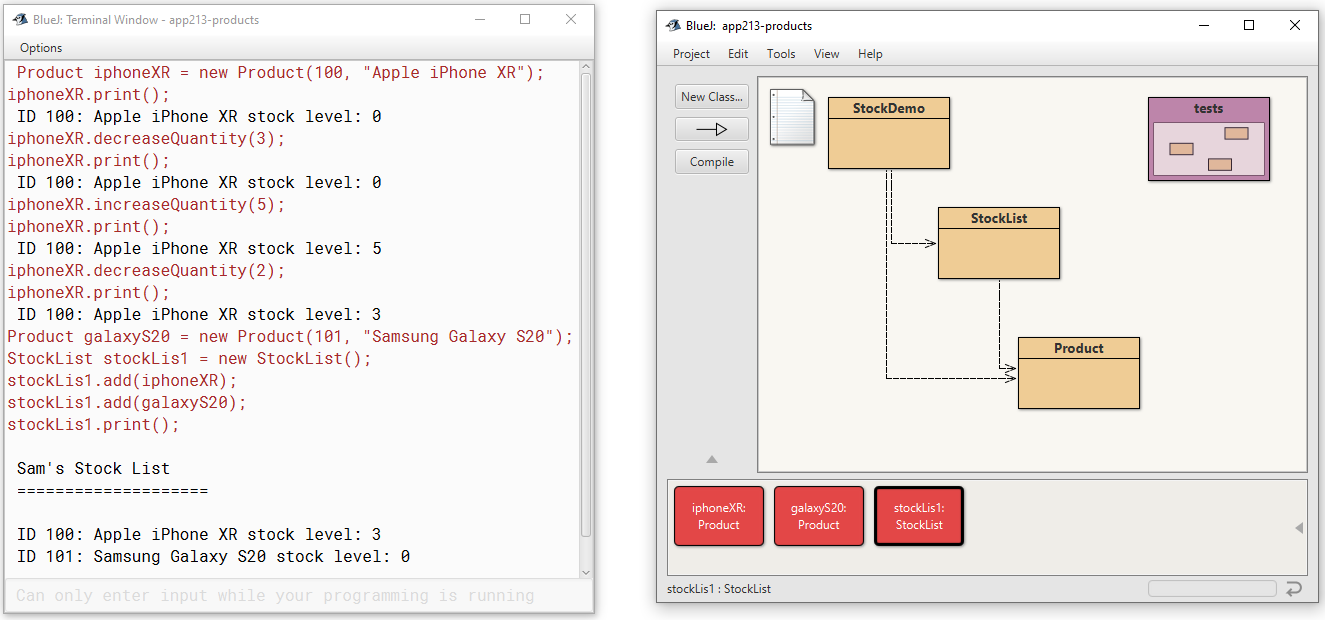 BlueJ: Terminal Window - app213-products
Options
Product iphoneXR = new Product(100, "Apple iPhone XR");
iphoneXR.print();
ID 100: Apple iPhone XR stock level: 0
iphoneXR.decreaseQuantity(3);
iphoneXR.print();
ID 100: Apple iPhone XR stock level: 0
iphoneXR.increaseQuantity(5);
iphoneXR.print();
ID 100: Apple iPhone XR stock level: 5
iphoneXR.decreaseQuantity(2);
iphoneXR.print();
ID 100: Apple iPhone XR stock level: 3
Product galaxyS20 = new Product(101, "Samsung Galaxy S20");
StockList stockLis1 = new StockList();
stockLis1.add(iphoneXR);
stockLis1.add(galaxyS20);
stockLis1.print();
Sam's Stock List
====================
ID 100: Apple iPhone XR stock level: 3
ID 101: Samsung Galaxy S20 stock level: 0
Can only enter input while your programming is running
BlueJ: app213-products
Project Edit Tools View Help
New Class...
Compile
StockDemo
tests
StockList
Product
iphoneXR:
Product
galaxyS20:
Product
stockLis1:
StockList
stockLis1 : StockList